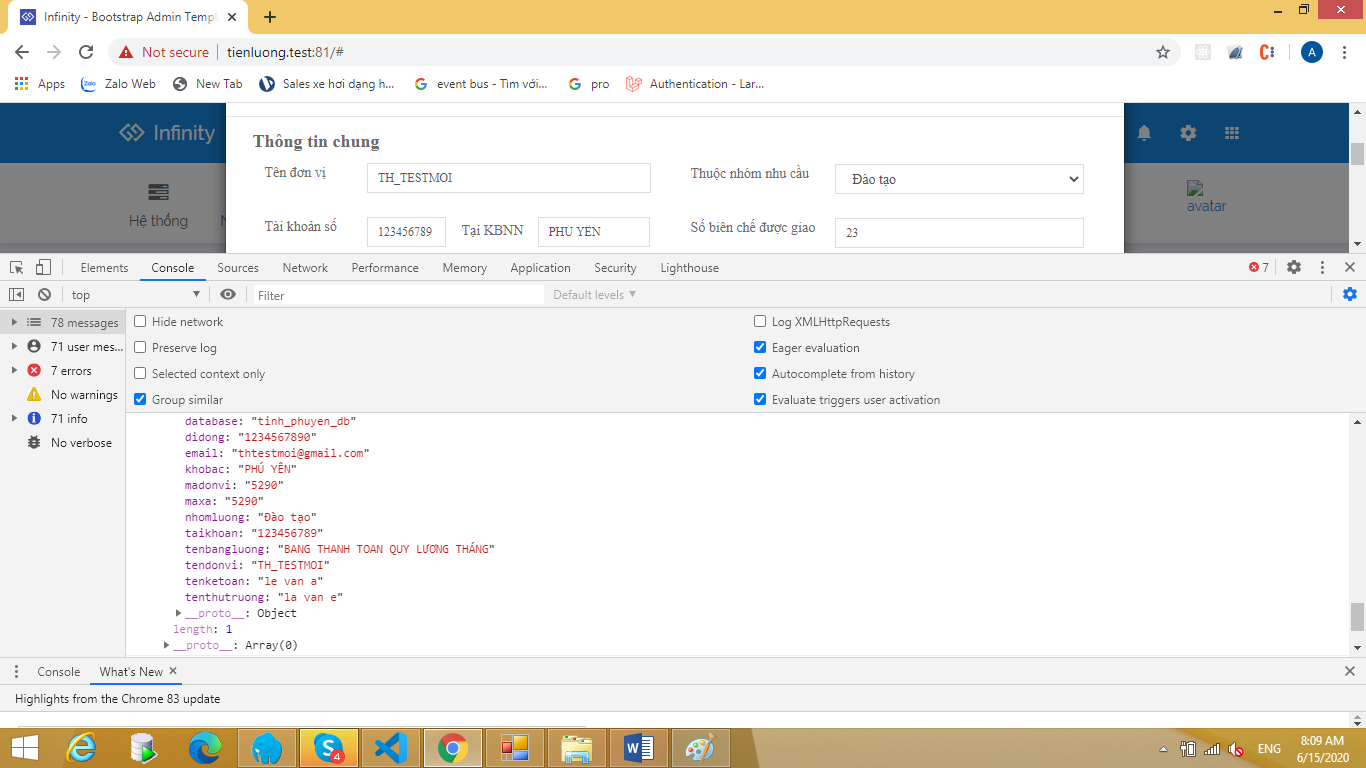 Infinity - Bootstrap Admin Templ
Not secure
tienluong.test:81/#
A
Apps
Zalo Web
New Tab
Sales xe hơi dạng h...
event bus - Tìm với...
pro
Authentication - Lar...
Infinity
Thông tin chung
Tên đơn vị
TH_TESTMOI
Thuộc nhóm nhu cầu
Đào tạo
Hệ thống
avatar
Tài khoản số
123456789
Tại KBNN
PHÚ YÊN
Số biên chế được giao
23
Elements
Console
Sources
Network
Performance
Memory
Application
Security
Lighthouse
7
top
Filter
Default levels
78 messages
71 user mes...
7 errors
No warnings
71 info
No verbose
Hide network
Preserve log
Selected context only
Group similar
Log XMLHttpRequests
Eager evaluation
Autocomplete from history
Evaluate triggers user activation
database: "tinh_phuyen_db"
didong: "1234567890"
email: "thtestmoi@gmail.com"
khobac: "PHÚ YÊN"
madonvi: "5290"
maxa: "5290"
nhomluong: "Đào tạo"
taikhoan: "123456789"
tenbangluong: "BANG THANH TOAN QUY LƯƠNG THÁNG"
tendonvi: "TH_TESTMOI"
tenketoan: "le van a"
tenthutruong: "la van e"
__proto__: Object
length: 1
__proto__: Array(0)
Console
What's New
Highlights from the Chrome 83 update
4
ENG
8:09 AM
6/15/2020